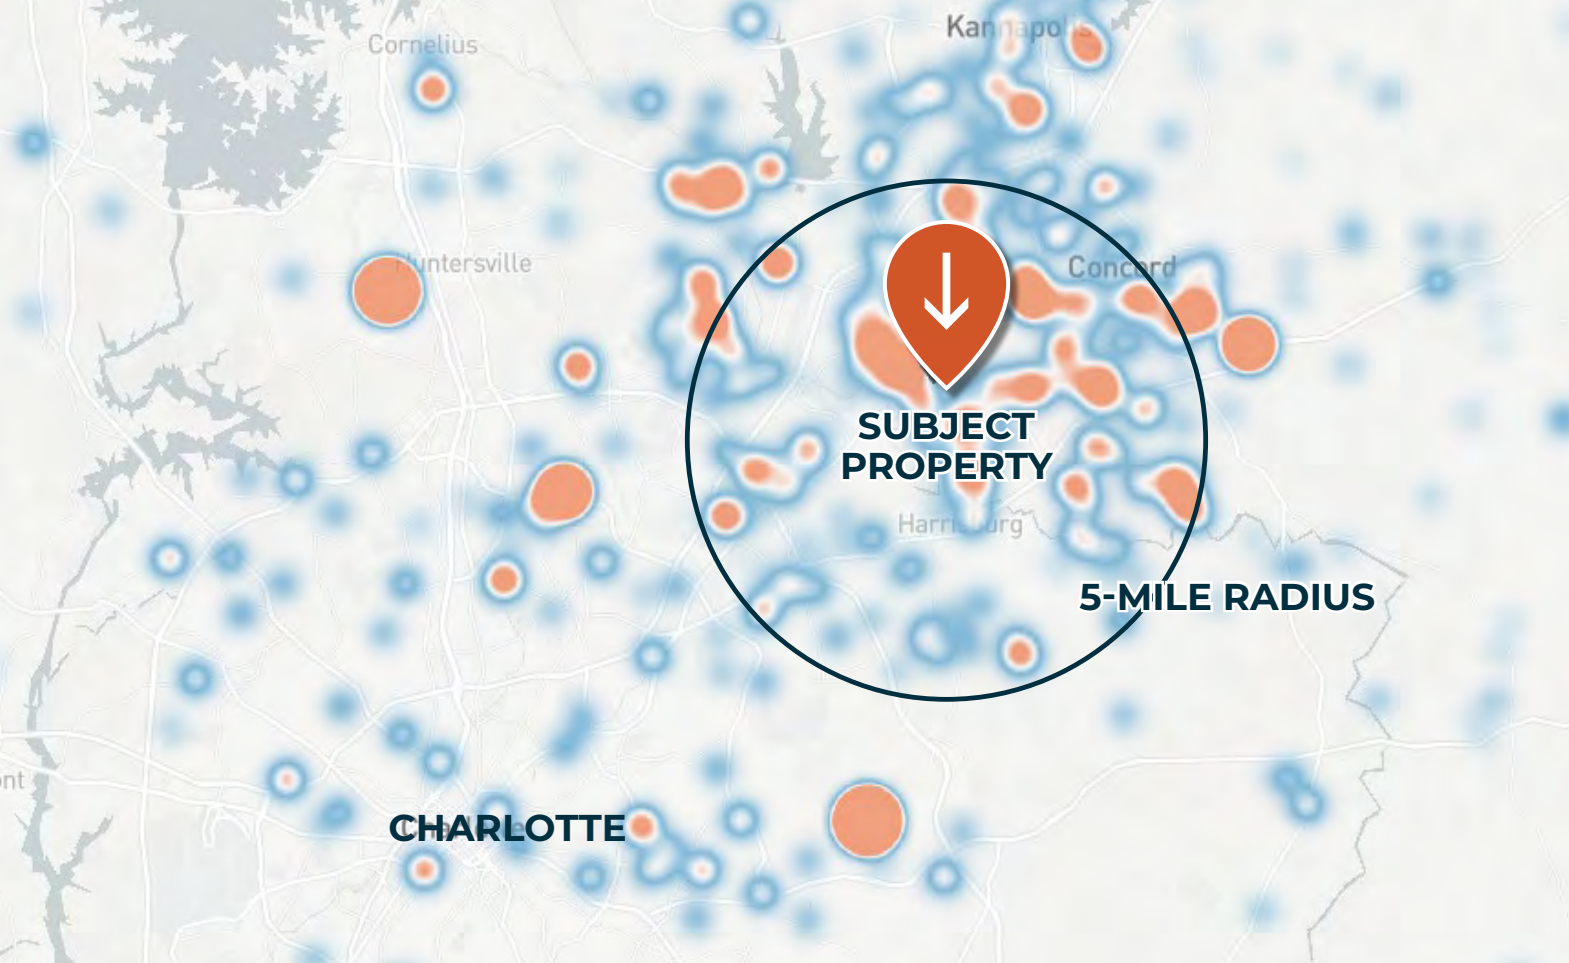 Kannapolis
Cornelius
Huntersville
Concord
SUBJECT
PROPERTY
Harrisburg
5-MILE RADIUS
CHARLOTTE